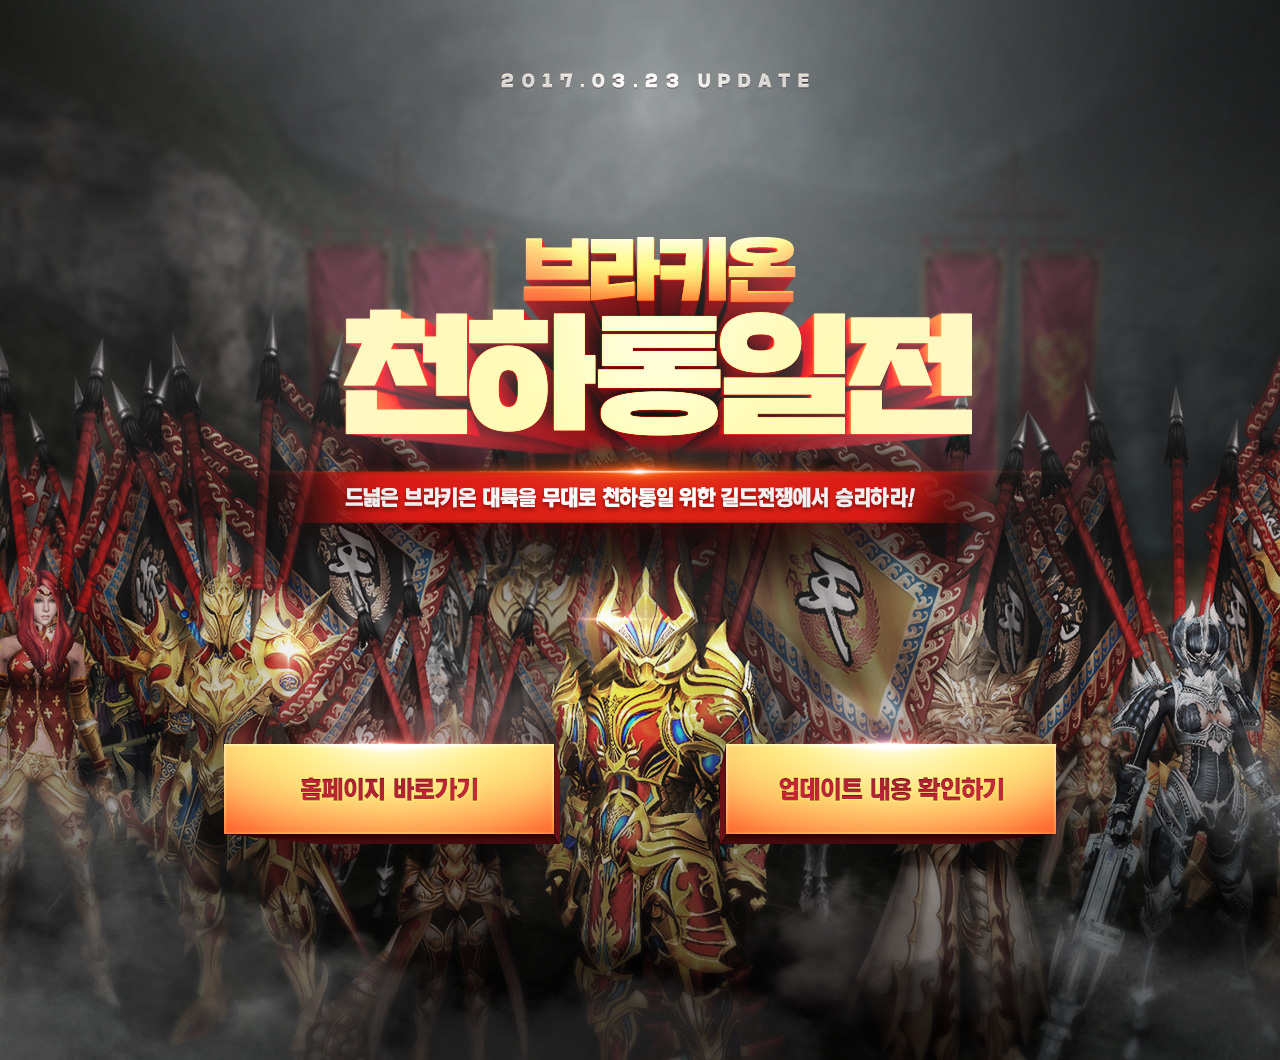 2017.03.23 UPDATE
브라키온
천하통일전
드넓은 브라키온 대륙을 무대로 천하통일 위한 길드전쟁에서 승리하라!
홈페이지 바로가기
업데이트 내용 확인하기